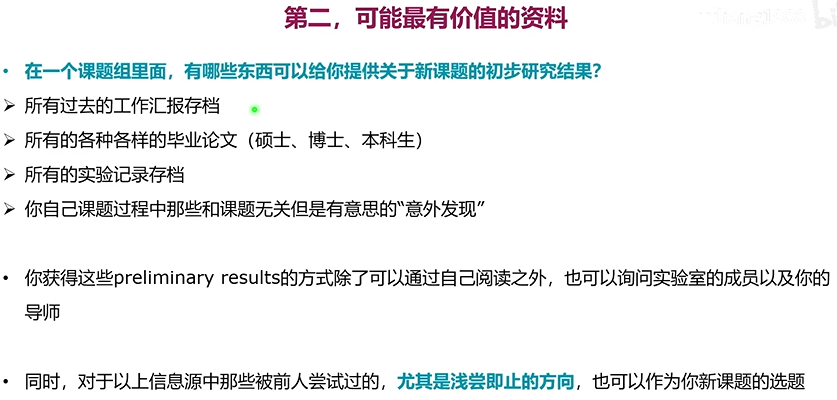 第二，可能最有价值的资料
• 在一个课题组里面，有哪些东西可以给你提供关于新课题的初步研究结果？
➢ 所有过去的工作汇报存档
➢ 所有的各种各样的毕业论文（硕士、博士、本科生）
➢ 所有的实验记录存档
➢ 你自己课题过程中那些和课题无关但是有意思的“意外发现”
• 你获得这些preliminary results的方式除了可以通过自己阅读之外，也可以询问实验室的成员以及你的
导师
• 同时，对于以上信息源中那些被前人尝试过的，尤其是浅尝即止的方向，也可以作为你新课题的选题